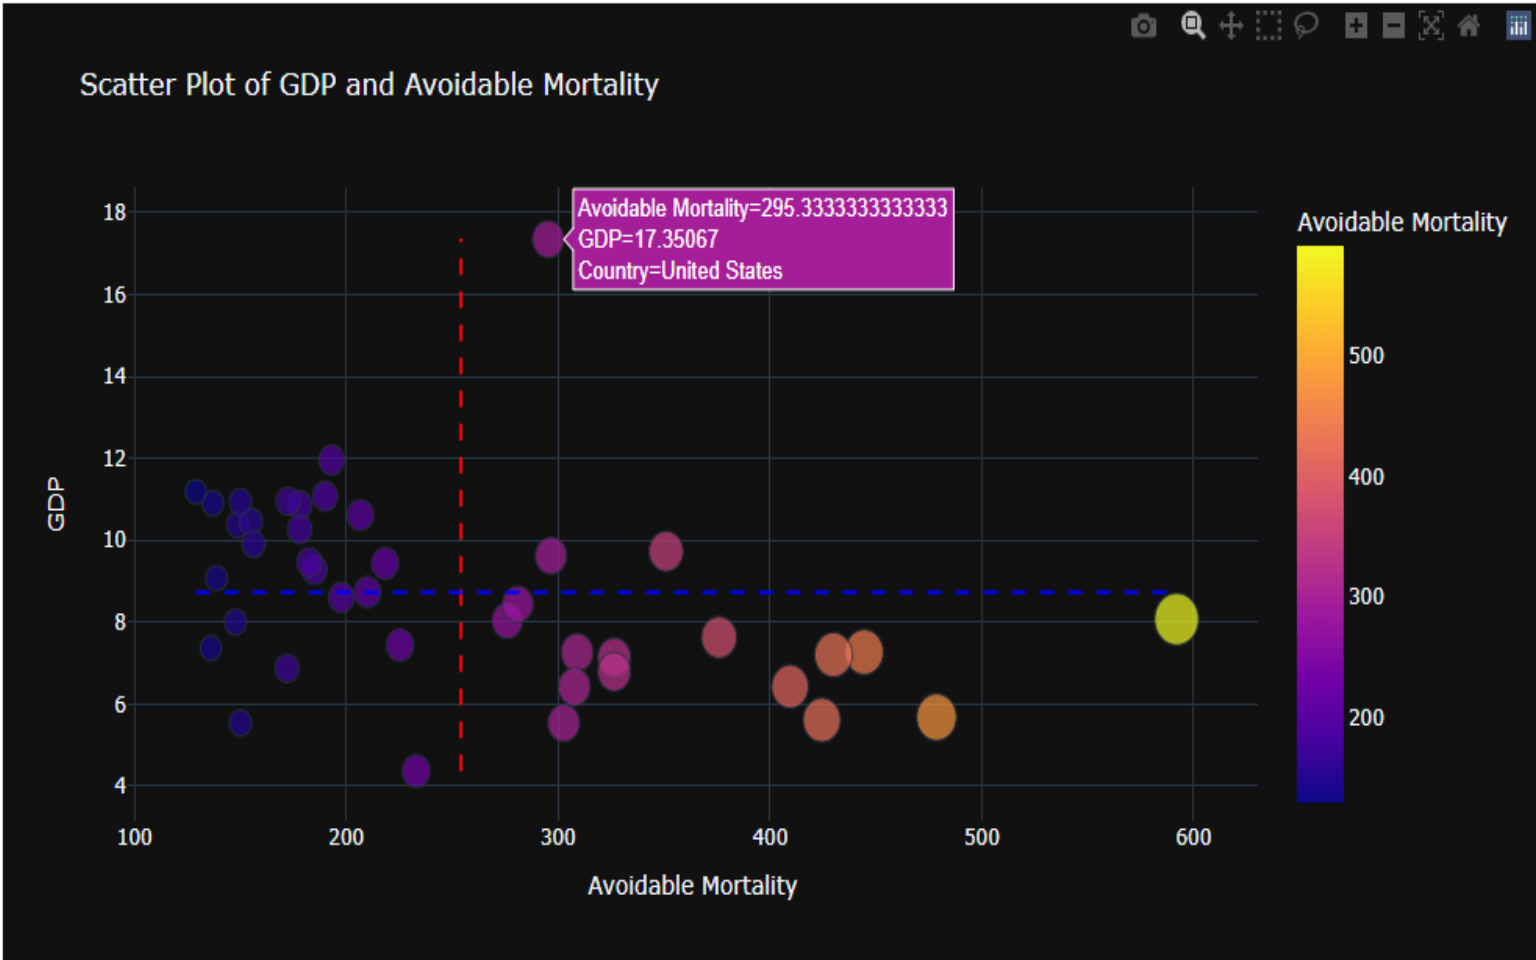 Scatter Plot of GDP and Avoidable Mortality
Avoidable Mortality=295.3333333333333
GDP=17.35067
Country=United States
18
16
14
12
10
8
6
4
GDP
100
200
300
400
500
600
Avoidable Mortality
Avoidable Mortality
500
400
300
200